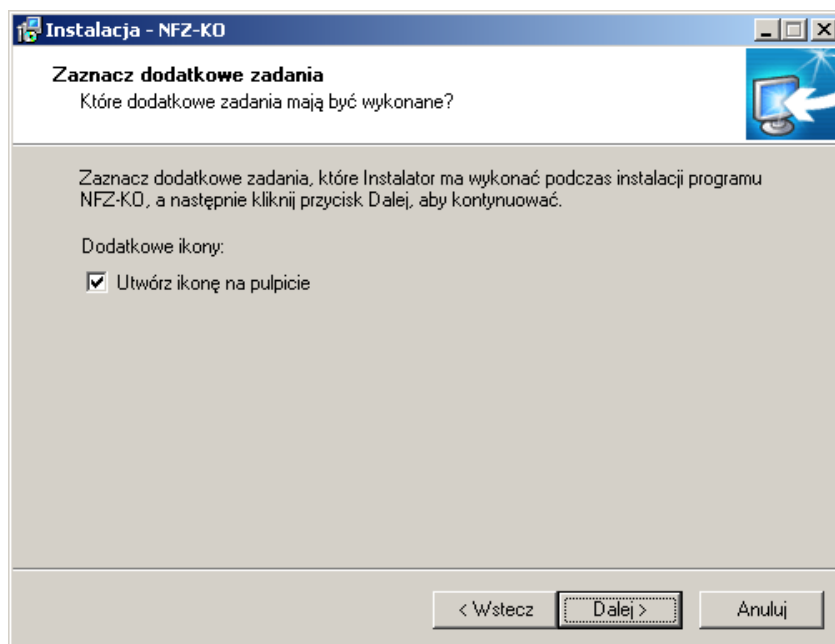 Instalacja - NFZ-KO
Zaznacz dodatkowe zadania
Które dodatkowe zadania mają być wykonane?
Zaznacz dodatkowe zadania, które Instalator ma wykonać podczas instalacji programu
NFZ-KO, a następnie kliknij przycisk Dalej, aby kontynuować.
Dodatkowe ikony:
Utwórz ikonę na pulpicie
< Wstecz
Dalej >
Anuluj